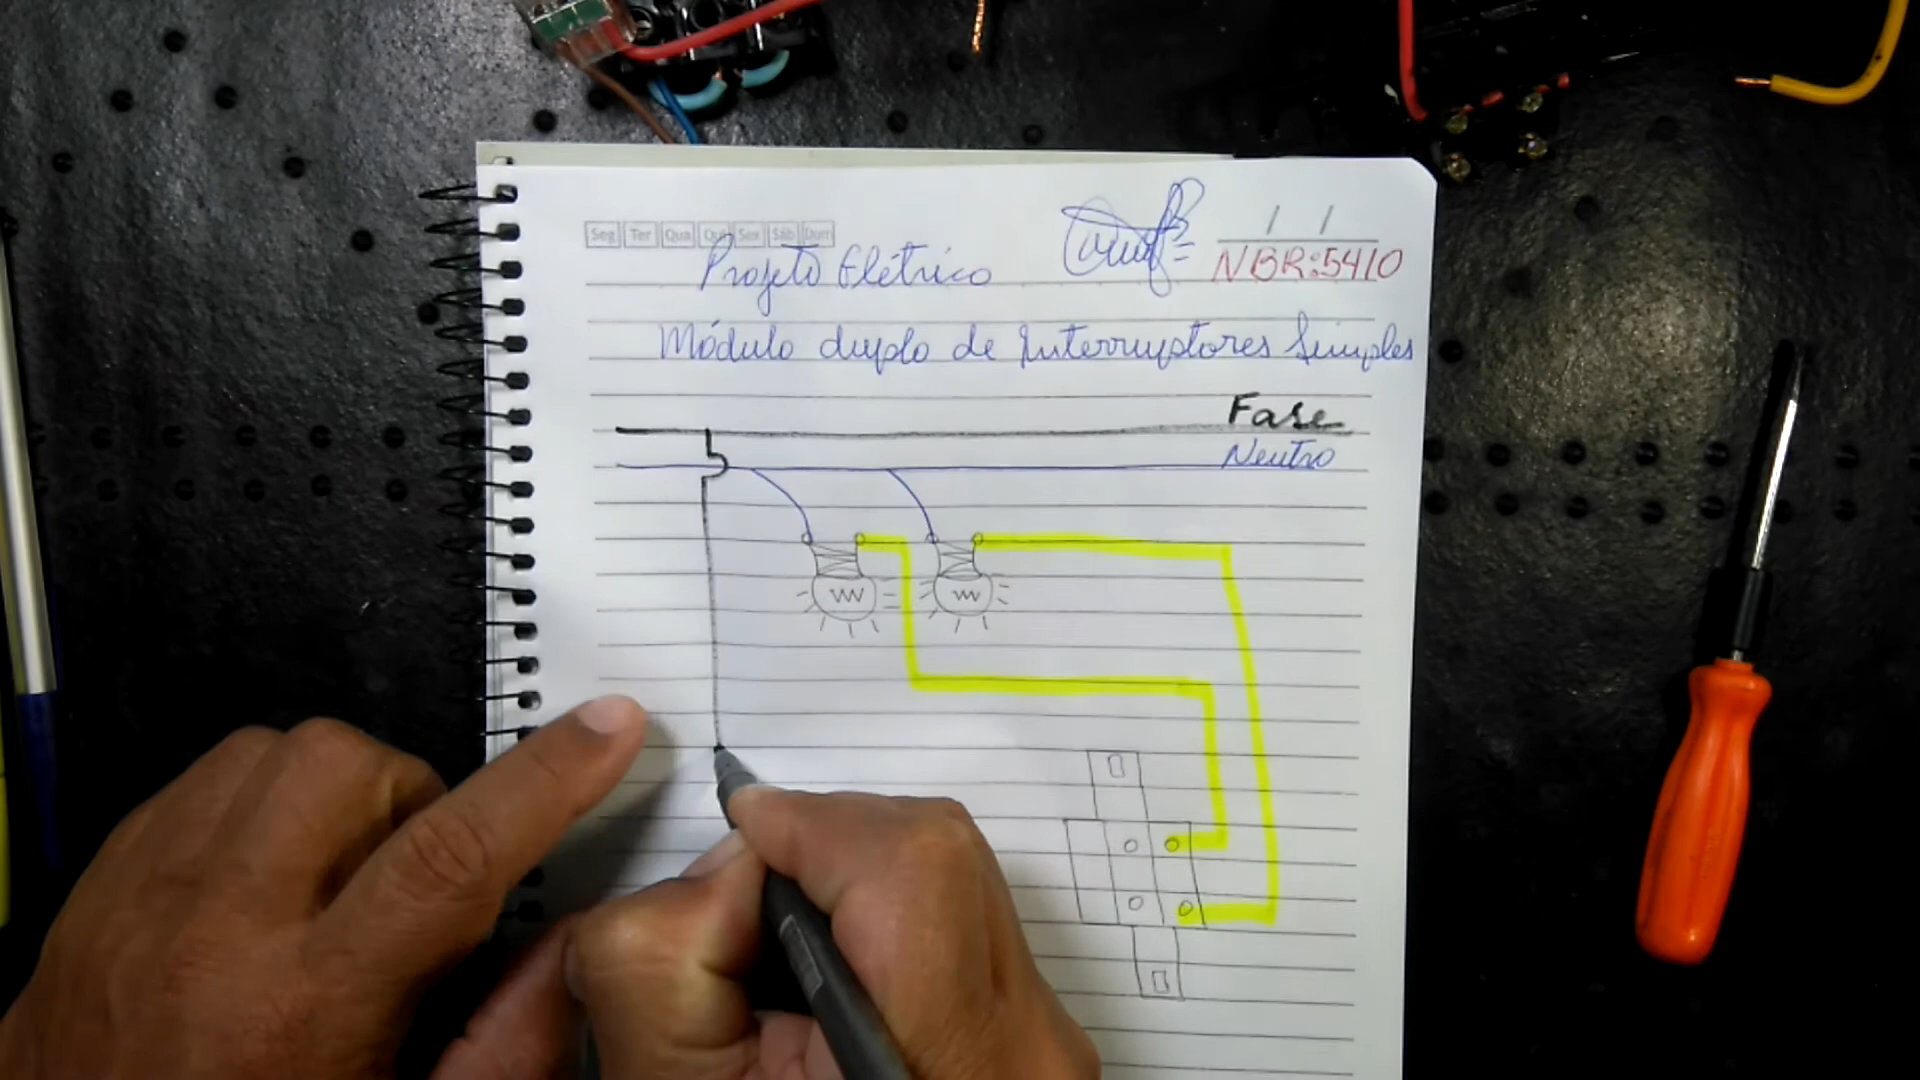 Seg Ter Qua Qui Sex Sáb Dom
Projeto Elétrico
NBR:5410
Módulo duplo de Interruptores Simples
Fase
Neutro